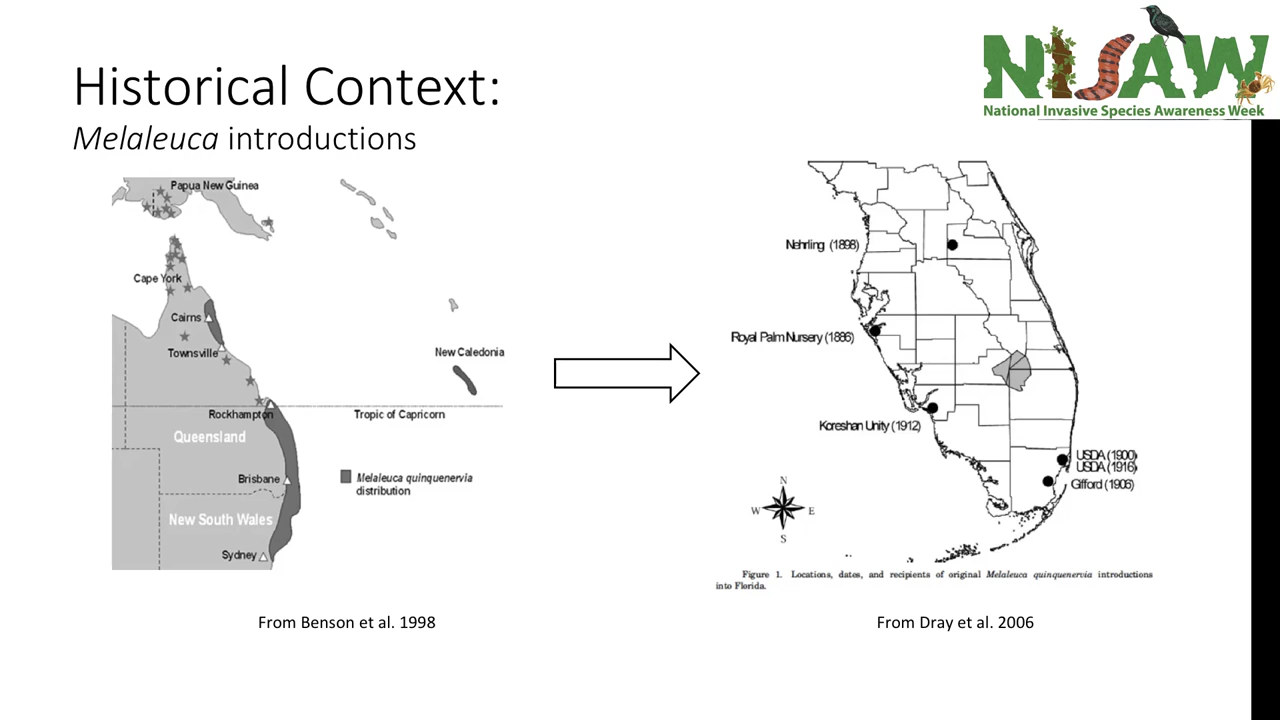 NISAW
National Invasive Species Awareness Week
Historical Context:
Melaleuca introductions
Papua New Guinea
Cape York
Cairns
Townsville
New Caledonia
Rockhampton
Tropic of Capricorn
Queensland
Brisbane
Melaleuca quinquenervia
distribution
New South Wales
Sydney
From Benson et al. 1998
Nehrling (1898)
Royal Palm Nursery (1886)
Koreshan Unity (1912)
USDA (1900)
USDA (1916)
Gifford (1906)
N
W E
S
Figure 1. Locations, dates, and recipients of original Melaleuca quinquenervia introductions
into Florida.
From Dray et al. 2006